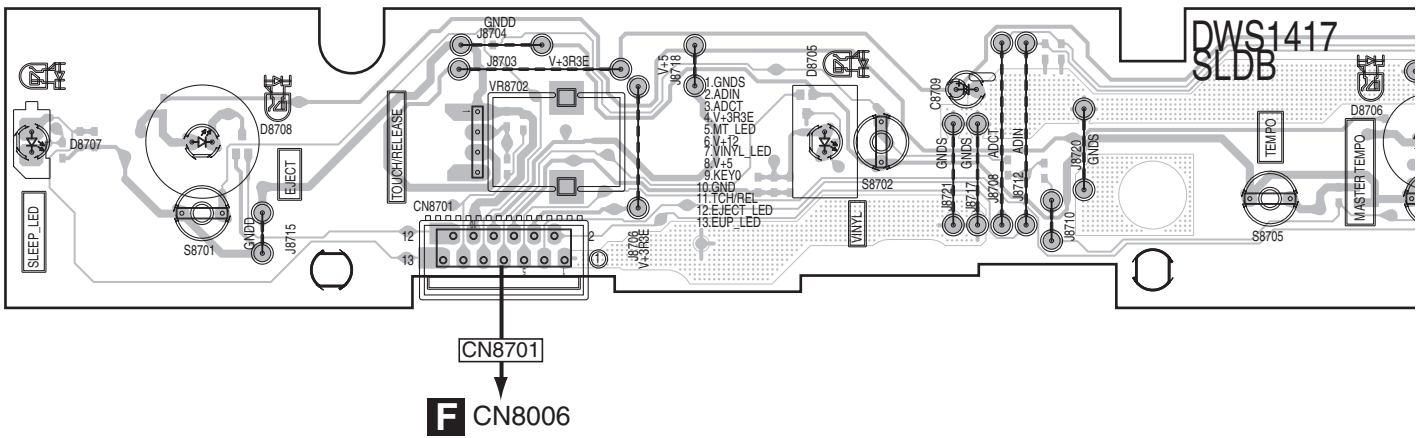 DWS1417
SLDB
GNDD
J8704
J8703
V+3R3E
VR8702
V+5
J8718
D8705
C8709
D8706
D8708
D8707
TOUCH/RELEASE
EJECT
SLEEP_LED
S8701
GNDD
J8715
CN8701
12
13
2
1
5
1
J8706
V+3R3E
1.GNDS
2.ADIN
3.ADCT
4.V+3R3E
5.MT_LED
6.V+12
7.VINYL_LED
8.V+5
9.KEY0
10.GND
11.TCH/REL
12.EJECT_LED
13.EUP_LED
VINYL
S8702
GNDS
J8721
GNDS
J8717
ADCT
J8708
ADIN
J8712
J8710
J8720
GNDS
TEMPO
MASTER TEMPO
S8705
CN8701
F CN8006